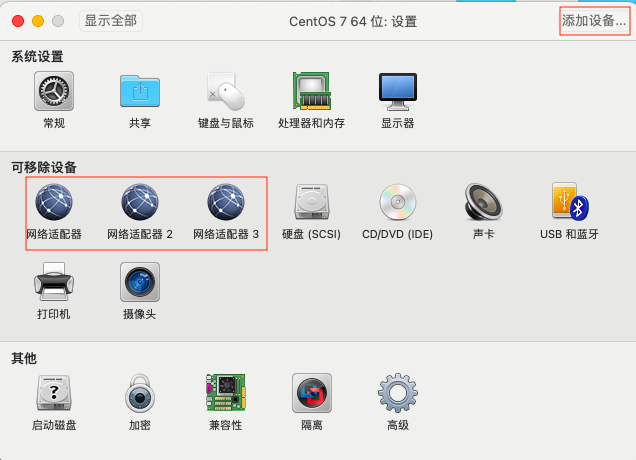 显示全部 CentOS 7 64 位: 设置 添加设备...
系统设置
常规 共享 键盘与鼠标 处理器和内存 显示器
可移除设备
网络适配器 网络适配器 2 网络适配器 3 硬盘 (SCSI) CD/DVD (IDE) 声卡 USB 和蓝牙
打印机 摄像头
其他
启动磁盘 加密 兼容性 隔离 高级